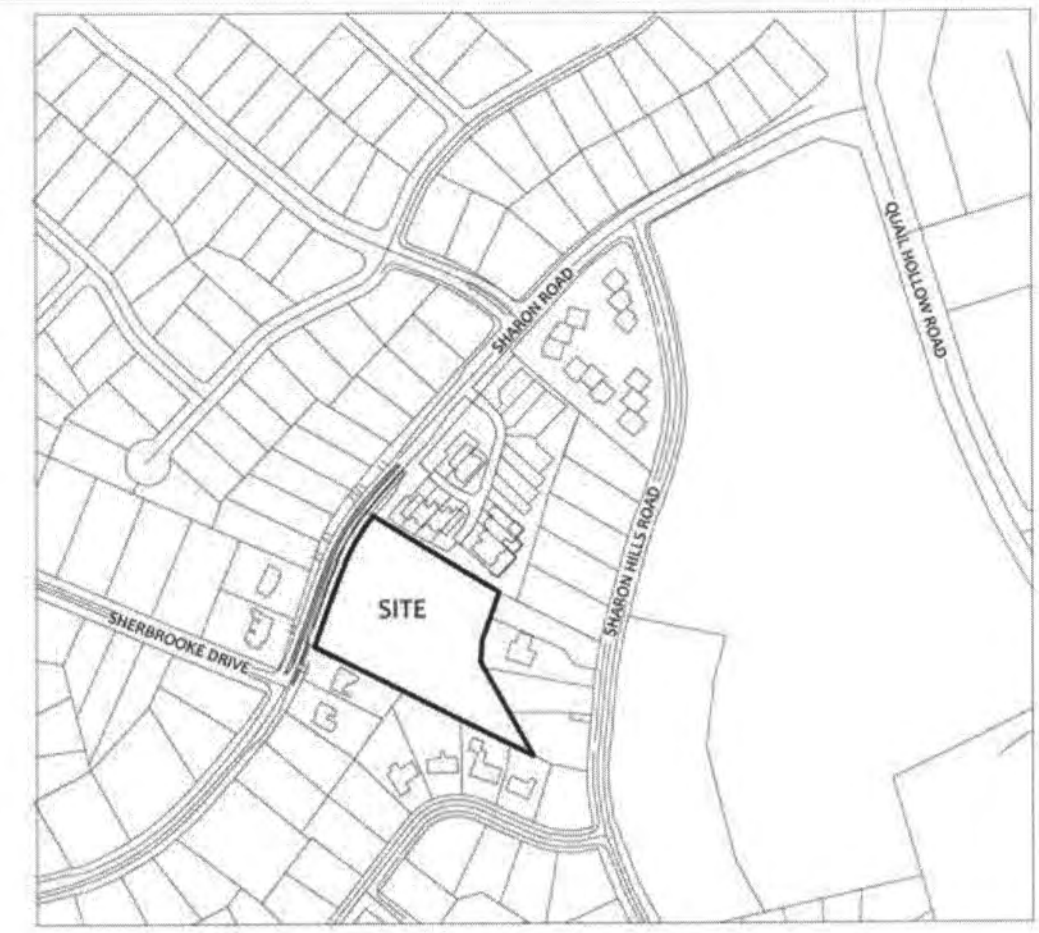 QUAIL HOLLOW ROAD
SHARON ROAD
SHARON HILLS ROAD
SITE
SHERBROOKE DRIVE